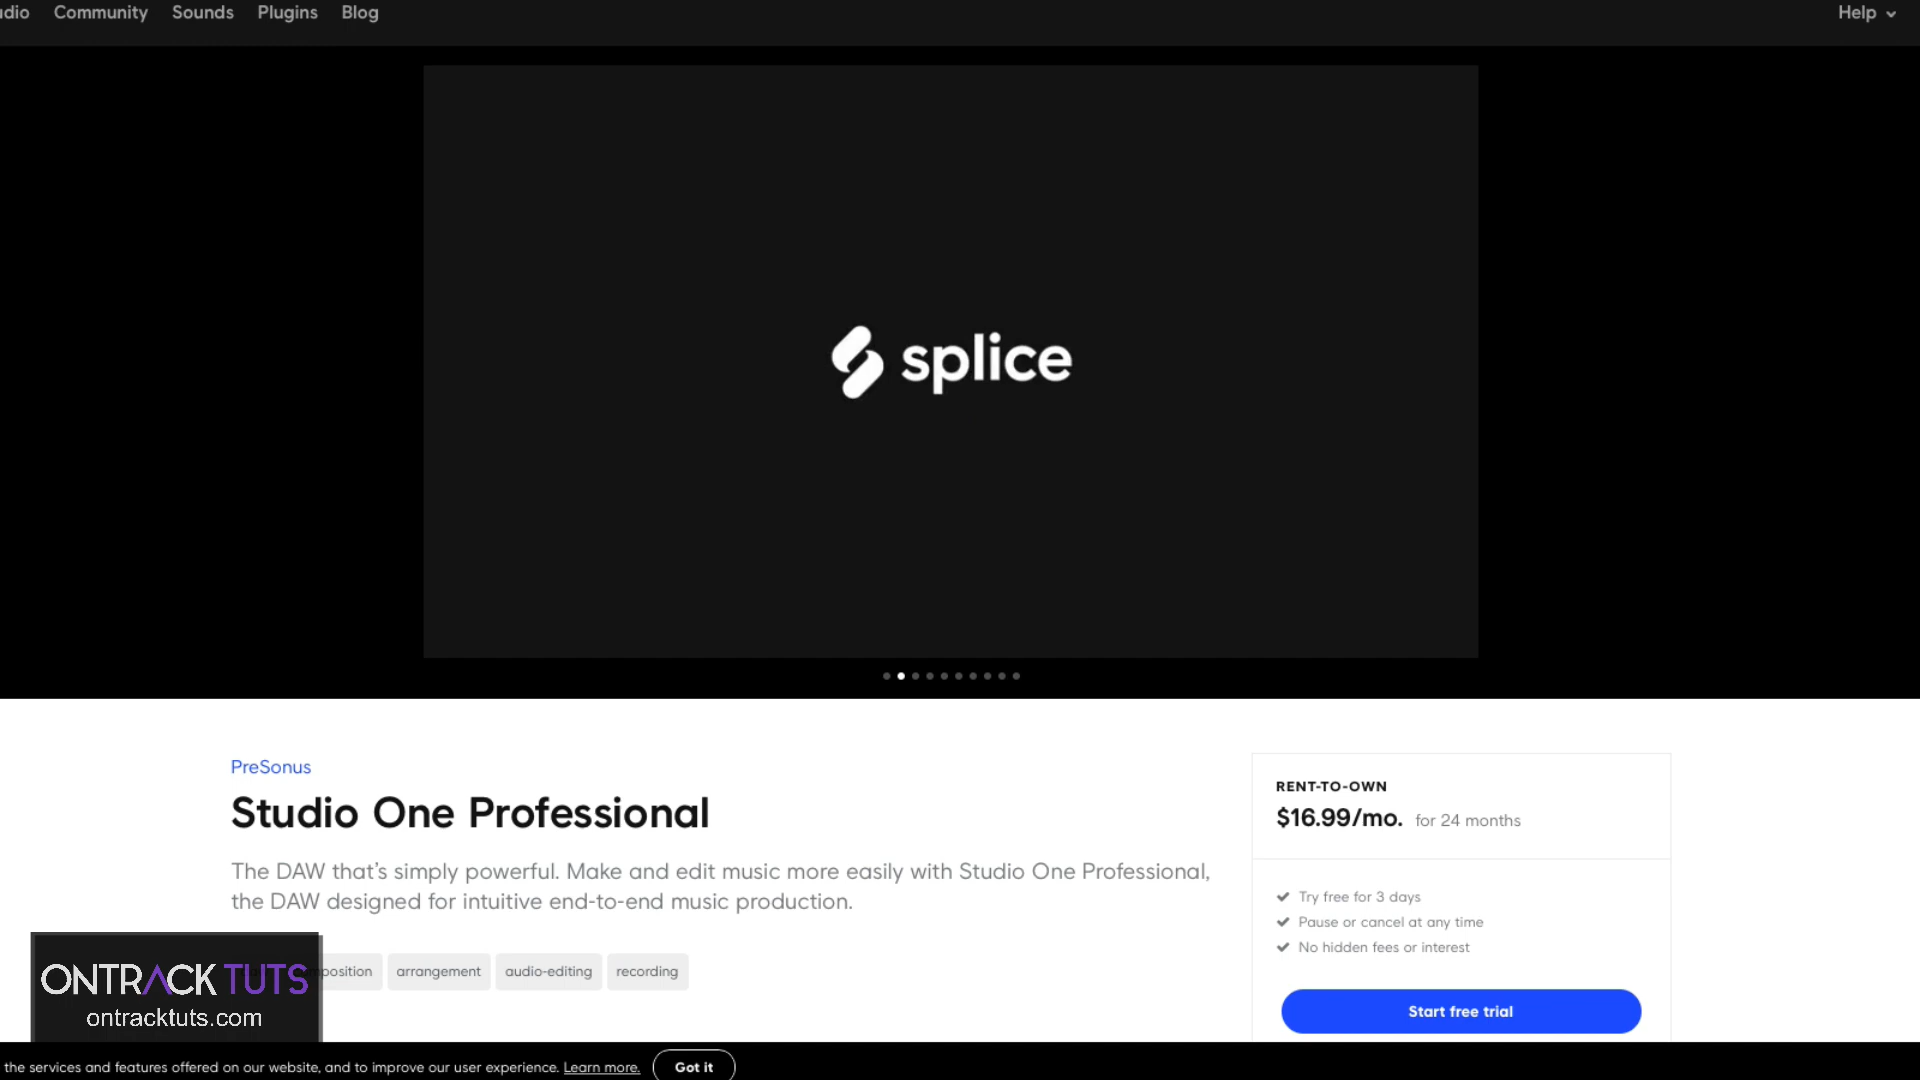 udio Community Sounds Plugins Blog Help
splice
PreSonus
Studio One Professional
The DAW that's simply powerful. Make and edit music more easily with Studio One Professional,
the DAW designed for intuitive end-to-end music production.
position arrangement audio-editing recording
RENT-TO-OWN
$16.99/mo. for 24 months
Try free for 3 days
Pause or cancel at any time
No hidden fees or interest
Start free trial
ONTRACK TUTS
ontracktuts.com
the services and features offered on our website, and to improve our user experience. Learn more. Got it